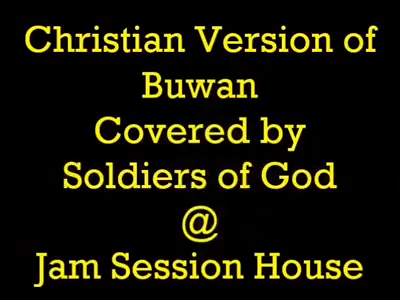 Christian Version of
Buwan
Covered by
Soldiers of God
@
Jam Session House